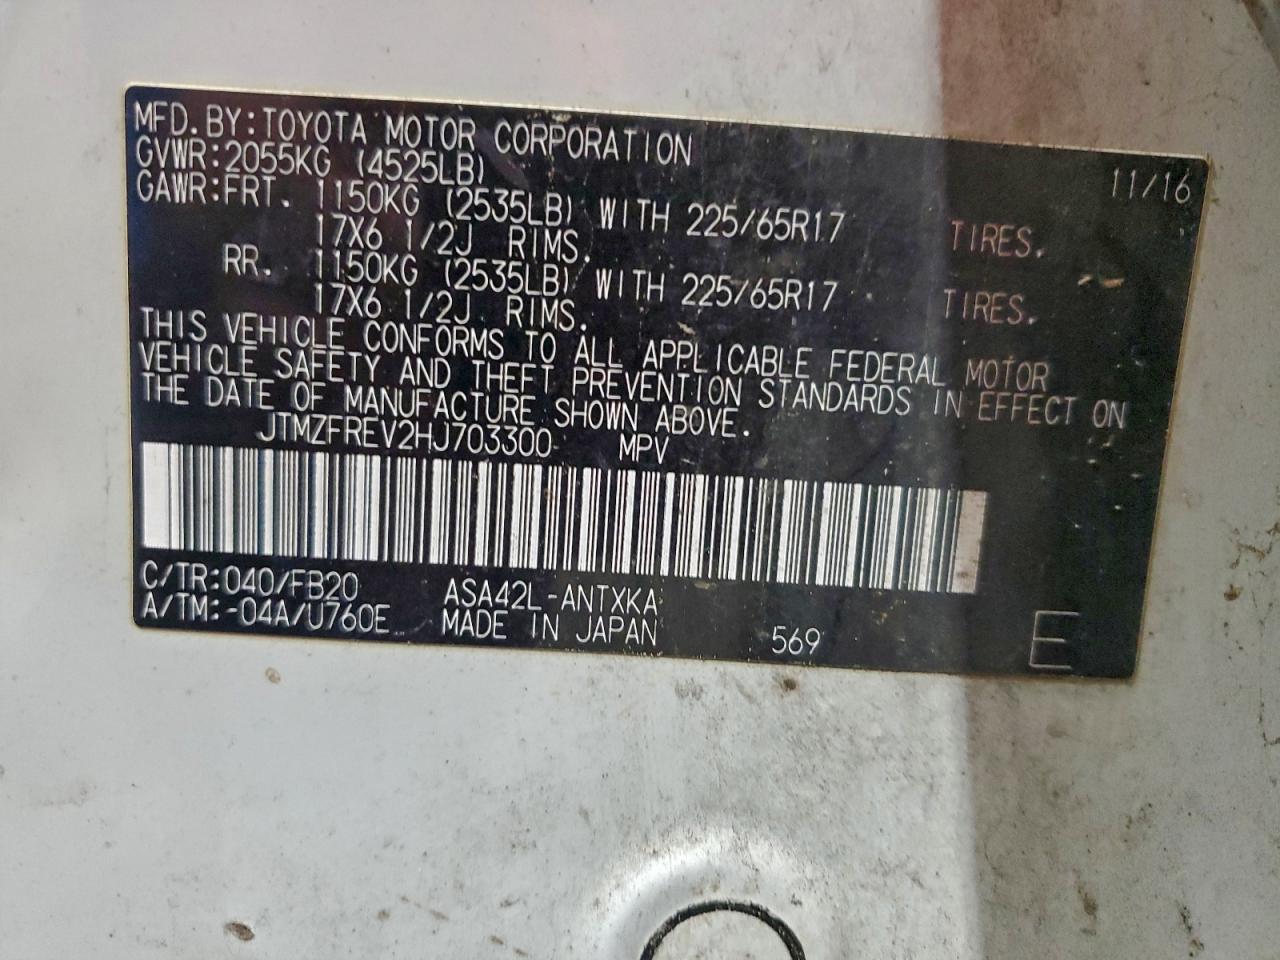 MFD. BY: TOYOTA MOTOR CORPORATION 11/16
GVWR: 2055KG (4525LB)
GAWR: FRT. 1150KG (2535LB) WITH 225/65R17 TIRES.
17X6 1/2J RIMS.
RR. 1150KG (2535LB) WITH 225/65R17 TIRES.
17X6 1/2J RIMS.
THIS VEHICLE CONFORMS TO ALL APPLICABLE FEDERAL MOTOR
VEHICLE SAFETY AND THEFT PREVENTION STANDARDS IN EFFECT ON
THE DATE OF MANUFACTURE SHOWN ABOVE.
JTMZFREV2HJ703300 MPV
C/TR: 040/FB20 ASA42L-ANTXKA
A/TM: -04A/U760E MADE IN JAPAN 569 E